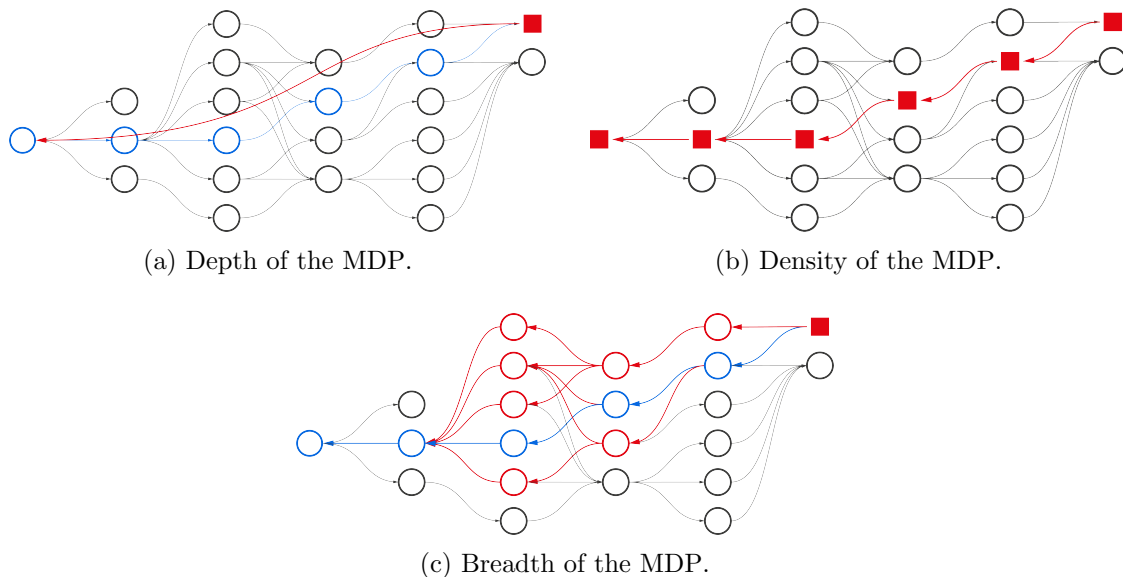 (a) Depth of the MDP.
(b) Density of the MDP.
(c) Breadth of the MDP.